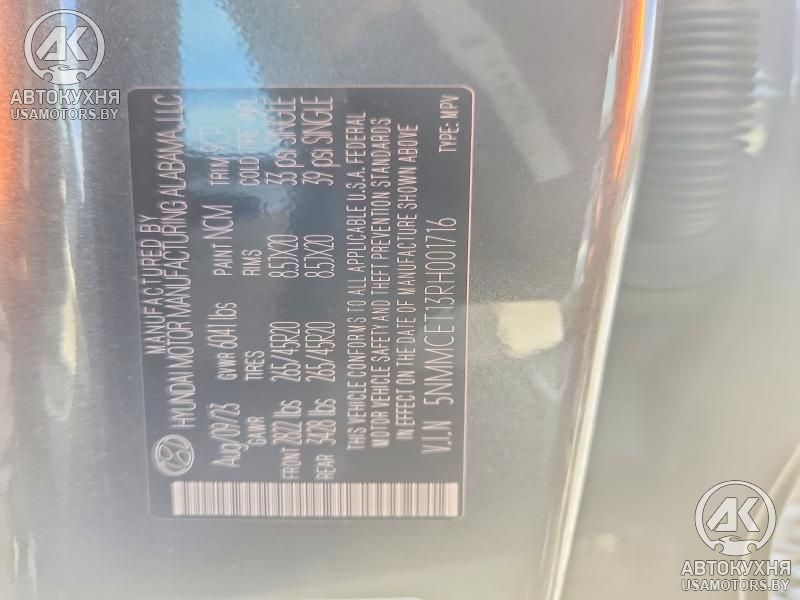 AK
АВТОКУХНЯ
USAMOTORS.BY
MANUFACTURED BY
HYUNDAI MOTOR MANUFACTURING ALABAMA, LLC
Aug/09/23 GVWR 6041 lbs PAINT NCM TRIM
GAWR TIRES RIMS COLD TIRE INFL
FRONT 2822 lbs 265/45R20 8.5JX20 33 psi SINGLE
REAR 3428 lbs 265/45R20 8.5JX20 39 psi SINGLE
THIS VEHICLE CONFORMS TO ALL APPLICABLE U.S.A. FEDERAL
MOTOR VEHICLE SAFETY AND THEFT PREVENTION STANDARDS
IN EFFECT ON THE DATE OF MANUFACTURE SHOWN ABOVE
V.I.N 5NMMCET13RH001716 TYPE: MPV
AK
АВТОКУХНЯ
USAMOTORS.BY